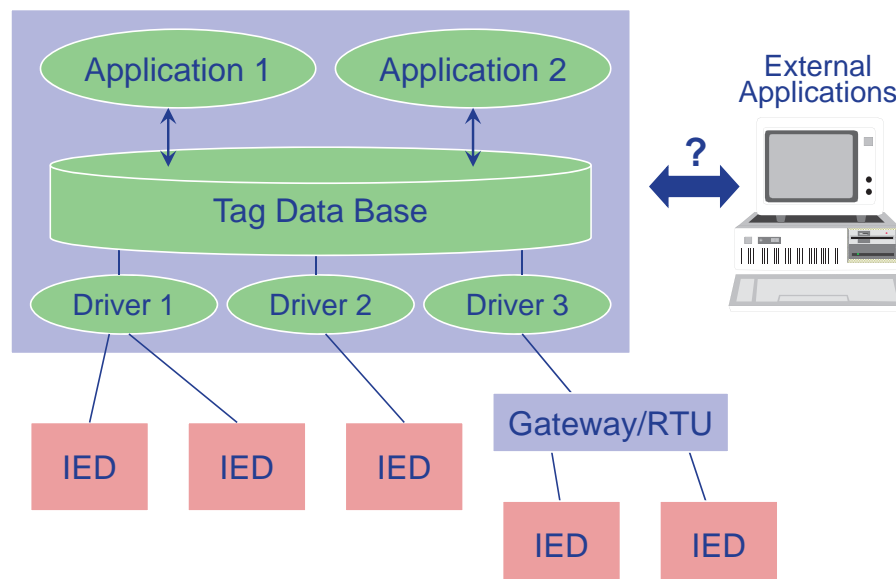 Application 1
Application 2
External
Applications
?
Tag Data Base
Driver 1
Driver 2
Driver 3
Gateway/RTU
IED
IED
IED
IED
IED